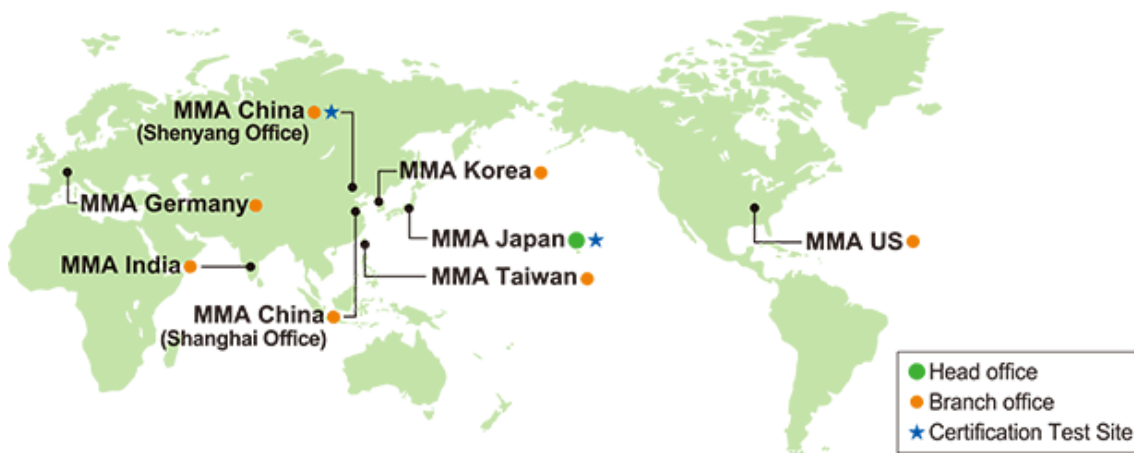 MMA China
(Shenyang Office)
MMA Korea
MMA Germany
MMA Japan
MMA US
MMA India
MMA Taiwan
MMA China
(Shanghai Office)
Head office
Branch office
Certification Test Site